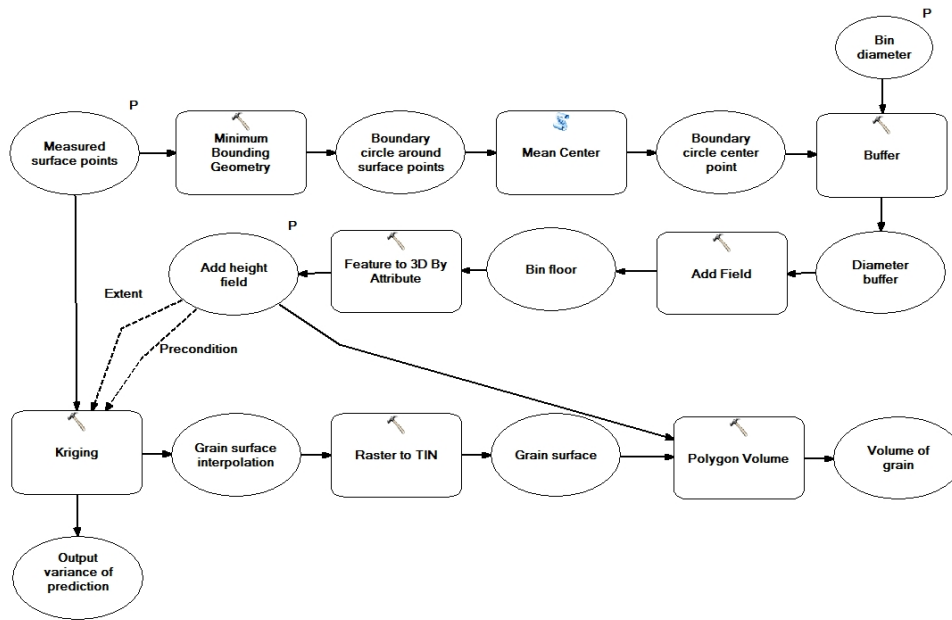 P
Bin
diameter
P
Measured
surface points
Minimum
Bounding
Geometry
Boundary
circle around
surface points
Mean Center
Boundary
circle center
point
Buffer
P
Add height
field
Feature to 3D By
Attribute
Bin floor
Add Field
Diameter
buffer
Extent
Precondition
Kriging
Grain surface
interpolation
Raster to TIN
Grain surface
Polygon Volume
Volume of
grain
Output
variance of
prediction